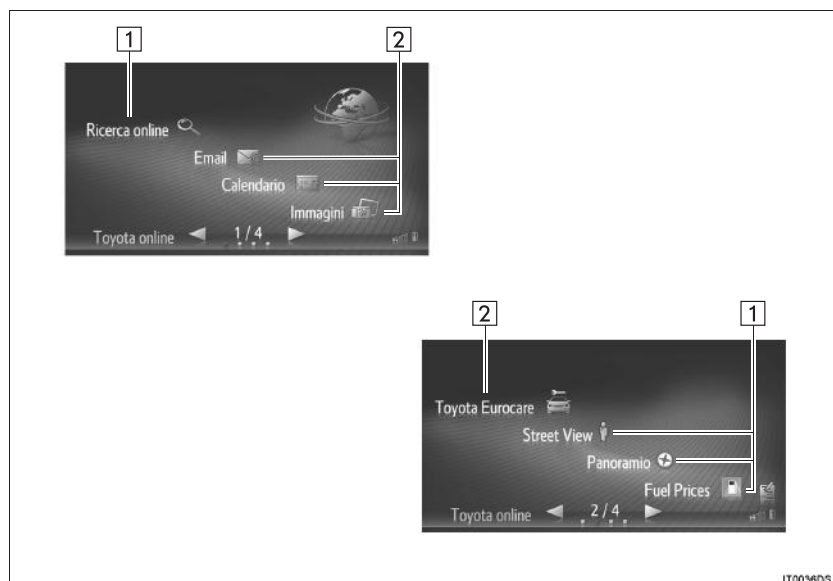 1 2
Ricerca online
Email
Calendario
Immagini
Toyota online 1 / 4
2 1
Toyota Eurocare
Street View
Panoramio
Fuel Prices
Toyota online 2 / 4
IT0036DS